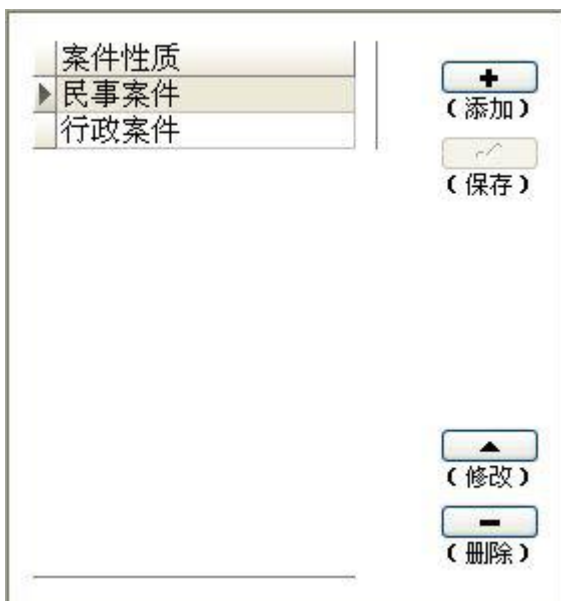 案件性质
民事案件
行政案件
(添加)
(保存)
(修改)
(删除)